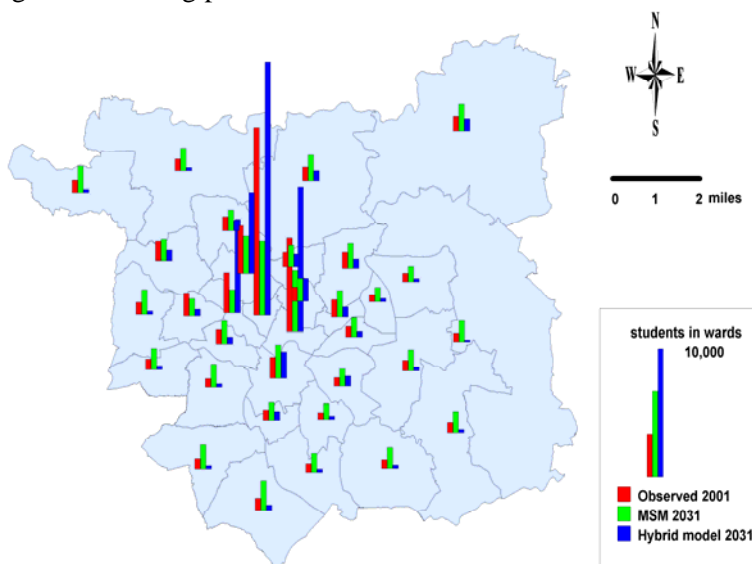 N
W E
S
0 1 2 miles
students in wards
10,000
Observed 2001
MSM 2031
Hybrid model 2031